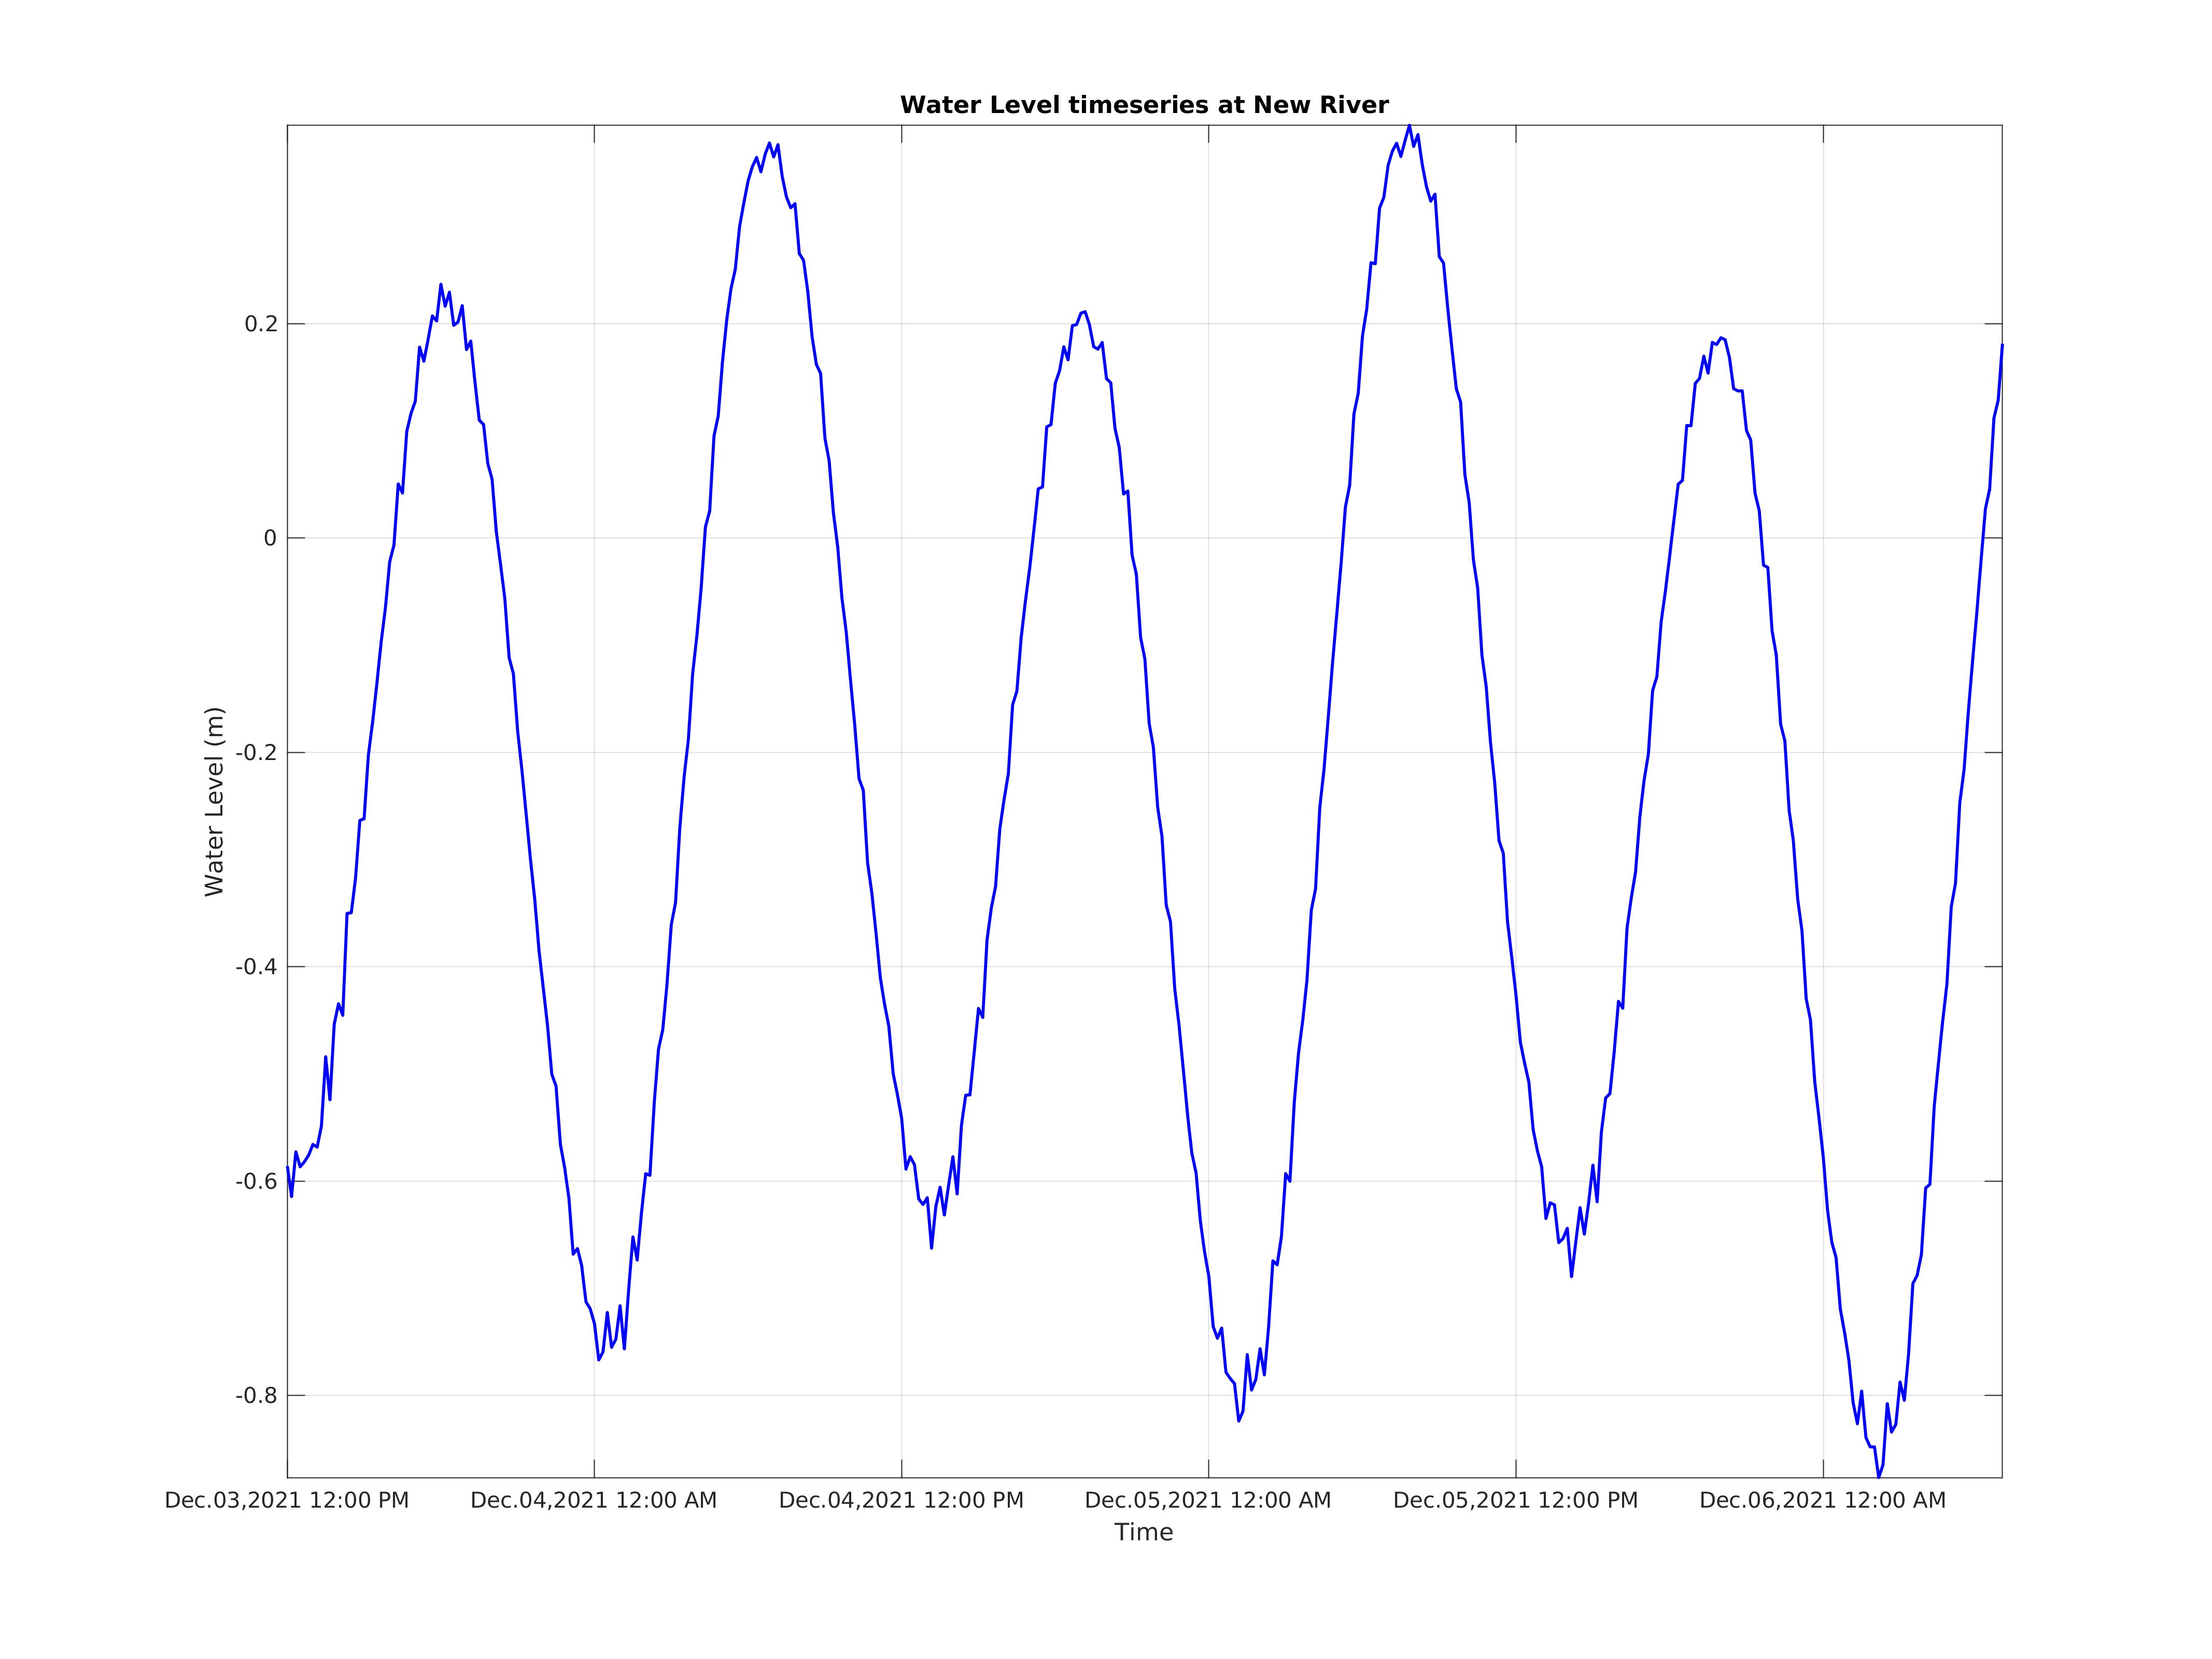 Water Level timeseries at New River
Water Level (m)
0.2
0
-0.2
-0.4
-0.6
-0.8
Dec.03,2021 12:00 PM Dec.04,2021 12:00 AM Dec.04,2021 12:00 PM Dec.05,2021 12:00 AM Dec.05,2021 12:00 PM Dec.06,2021 12:00 AM
Time